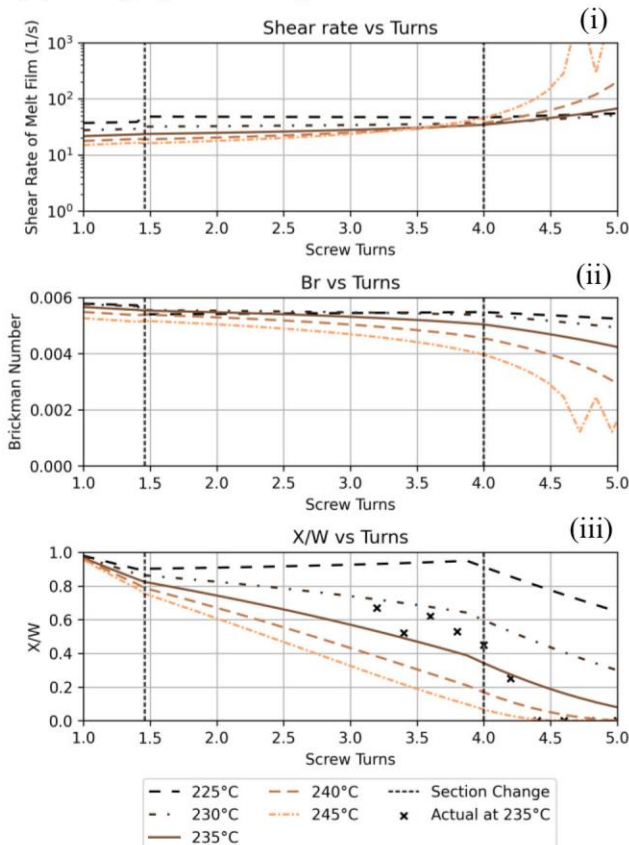 (i)
Shear rate vs Turns
Shear Rate of Melt Film (1/s)
10³
10²
10¹
10⁰
1.0 1.5 2.0 2.5 3.0 3.5 4.0 4.5 5.0
Screw Turns
(ii)
Br vs Turns
Brickman Number
0.006
0.004
0.002
0.000
1.0 1.5 2.0 2.5 3.0 3.5 4.0 4.5 5.0
Screw Turns
(iii)
X/W vs Turns
X/W
1.0
0.8
0.6
0.4
0.2
0.0
1.0 1.5 2.0 2.5 3.0 3.5 4.0 4.5 5.0
Screw Turns
225°C 240°C Section Change
230°C 245°C Actual at 235°C
235°C